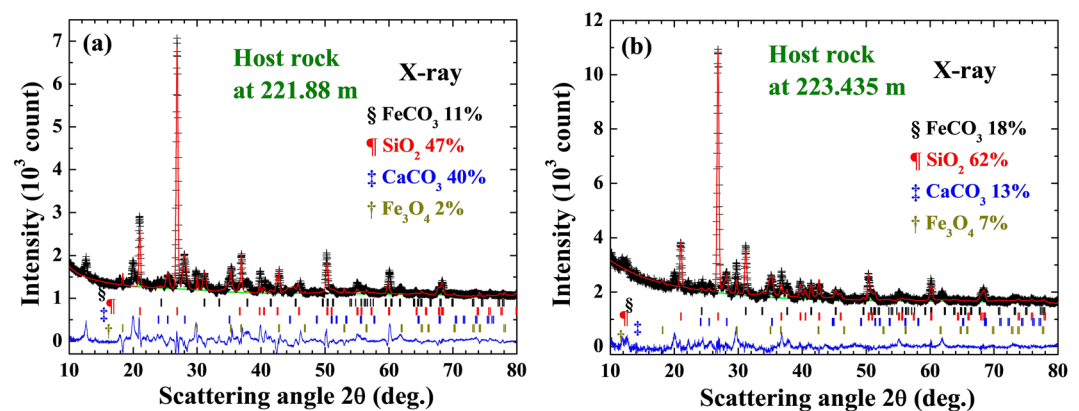 (a)
Host rock
at 221.88 m
X-ray
§ FeCO₃ 11%
¶ SiO₂ 47%
‡ CaCO₃ 40%
† Fe₃O₄ 2%
Intensity (10³ count)
7
6
5
4
3
2
1
0
§
¶
‡
†
10 20 30 40 50 60 70 80
Scattering angle 2θ (deg.)
(b)
Host rock
at 223.435 m
X-ray
§ FeCO₃ 18%
¶ SiO₂ 62%
‡ CaCO₃ 13%
† Fe₃O₄ 7%
Intensity (10³ count)
12
10
8
6
4
2
0
§
¶
‡
†
10 20 30 40 50 60 70 80
Scattering angle 2θ (deg.)